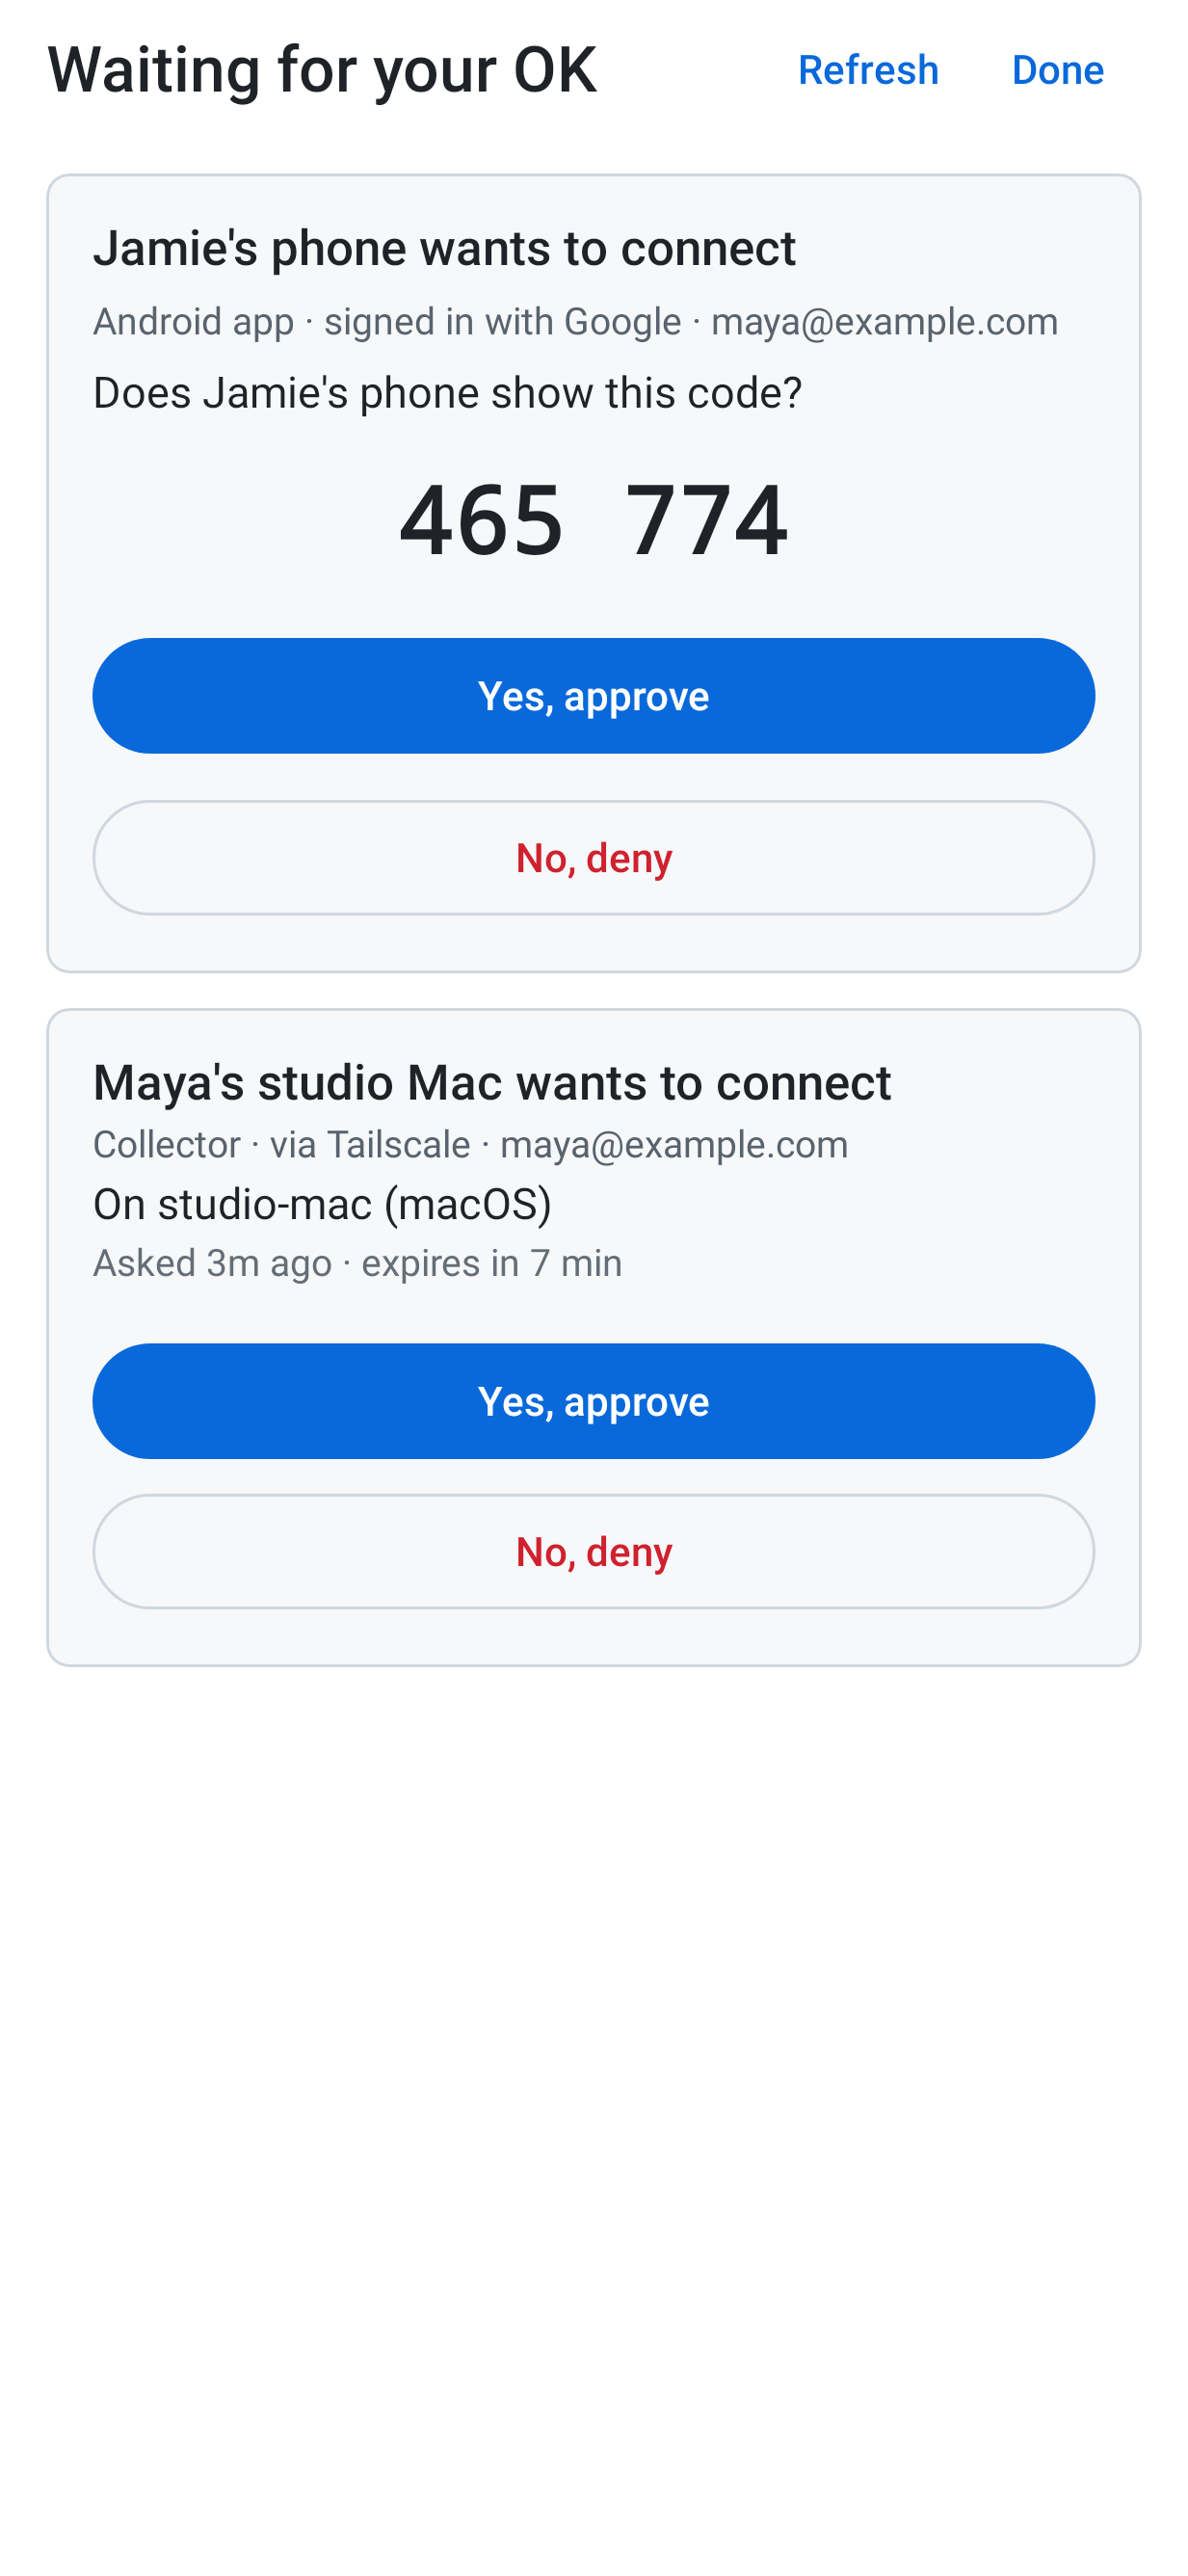 Waiting for your OK
Refresh
Done
Jamie's phone wants to connect
Android app · signed in with Google · maya@example.com
Does Jamie's phone show this code?
465 774
Yes, approve
No, deny
Maya's studio Mac wants to connect
Collector · via Tailscale · maya@example.com
On studio-mac (macOS)
Asked 3m ago · expires in 7 min
Yes, approve
No, deny